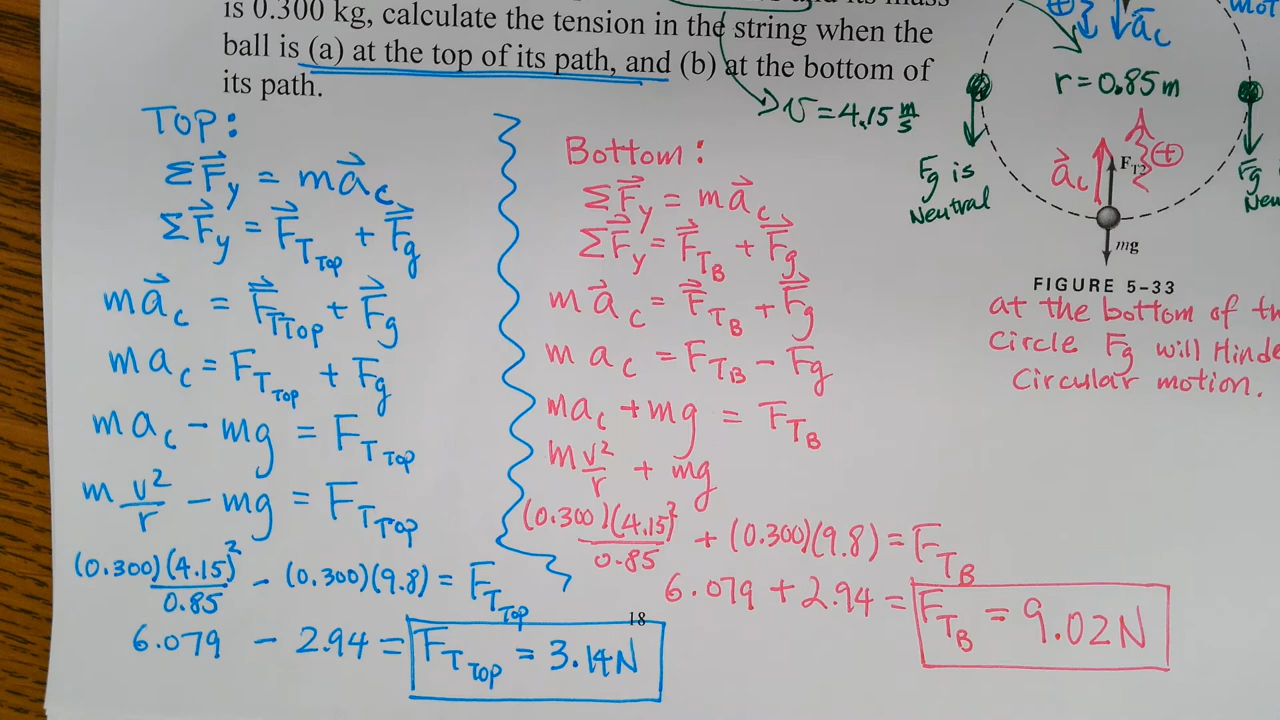 is 0.300 kg, calculate the tension in the string when the
ball is (a) at the top of its path, and (b) at the bottom of
its path.
v = 4.15 m/s
Top:
ΣF⃗y = ma⃗c
ΣF⃗y = F⃗TTop + F⃗g
ma⃗c = F⃗TTop + F⃗g
mac = FTTop + Fg
mac - mg = FTTop
m v²/r - mg = FTTop
(0.300)(4.15)²/0.85 - (0.300)(9.8) = FTTop
6.079 - 2.94 = FTTop = 3.14N
Bottom:
ΣF⃗y = ma⃗c
ΣF⃗y = F⃗TB + F⃗g
ma⃗c = F⃗TB + F⃗g
mac = FTB - Fg
mac + mg = FTB
m v²/r + mg
(0.300)(4.15)²/0.85 + (0.300)(9.8) = FTB
6.079 + 2.94 = FTB = 9.02N
18
+ a⃗c
r = 0.85m
Fg is
Neutral
Fg
a⃗c
FT2
+
mg
FIGURE 5-33
at the bottom of
Circle Fg will
Circular motion.